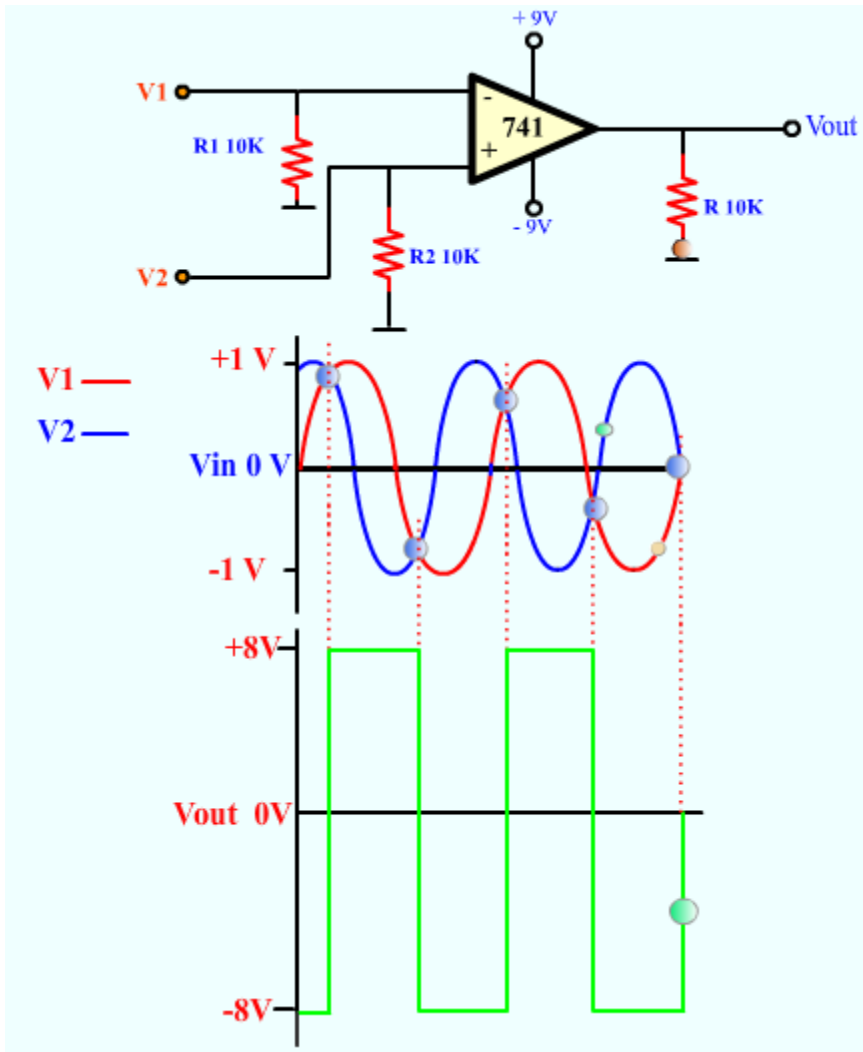 + 9V
V1
-
741
Vout
R1 10K
+
R 10K
- 9V
R2 10K
V2
+1 V
V1
V2
Vin 0 V
-1 V
+8V
Vout 0V
-8V